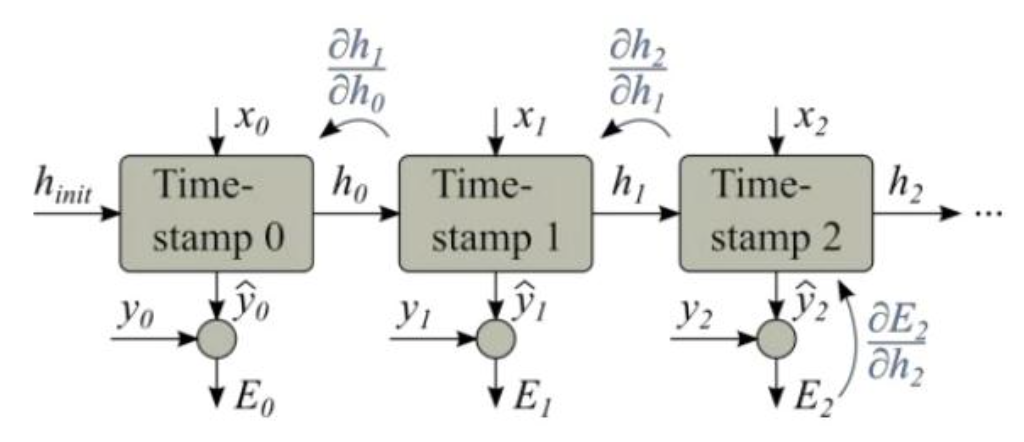 ∂h₁/∂h₀
∂h₂/∂h₁
x₀
x₁
x₂
h_init
Time-
stamp 0
h₀
Time-
stamp 1
h₁
Time-
stamp 2
h₂
...
y₀
ŷ₀
y₁
ŷ₁
y₂
ŷ₂
∂E₂/∂h₂
E₀
E₁
E₂